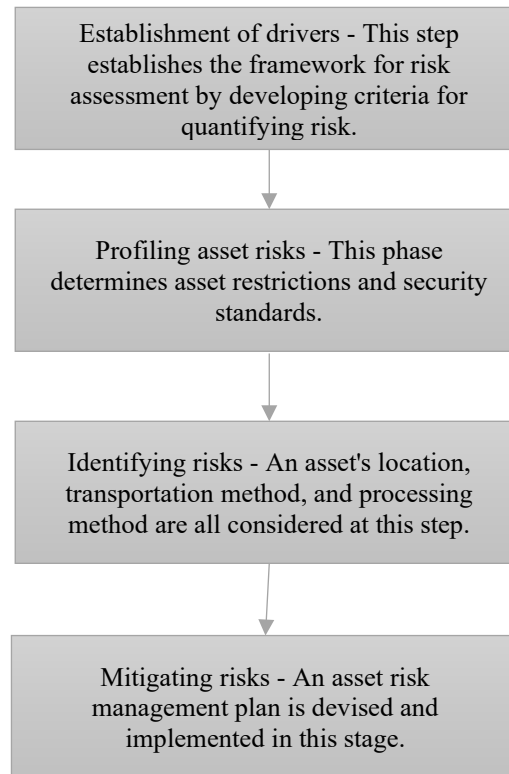 Establishment of drivers - This step
establishes the framework for risk
assessment by developing criteria for
quantifying risk.
Profiling asset risks - This phase
determines asset restrictions and security
standards.
Identifying risks - An asset's location,
transportation method, and processing
method are all considered at this step.
Mitigating risks - An asset risk
management plan is devised and
implemented in this stage.